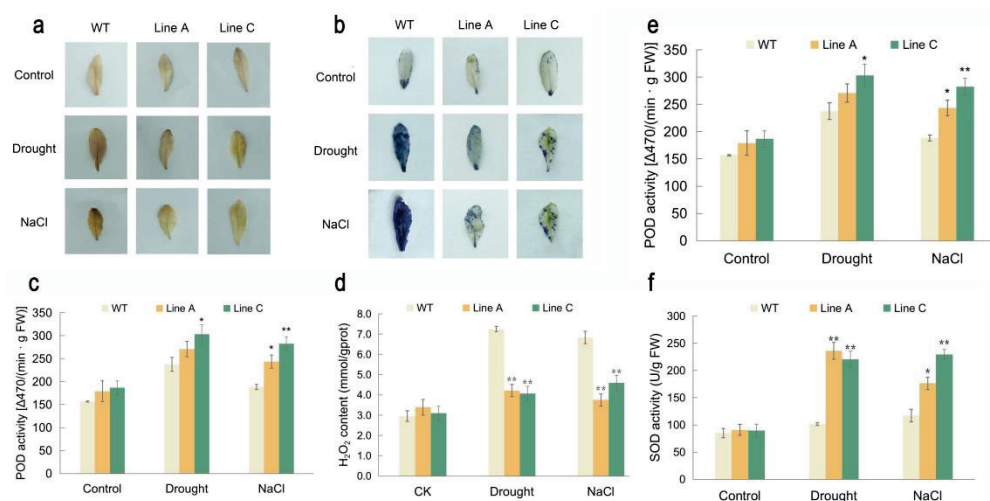 a
WT Line A Line C
Control
Drought
NaCl
b
WT Line A Line C
Control
Drought
NaCl
e
WT Line A Line C
POD activity [Δ470/(min · g FW)]
350
300
250
200
150
100
50
0
* * **
Control Drought NaCl
c
WT Line A Line C
POD activity [Δ470/(min · g FW)]
350
300
250
200
150
100
50
0
* * **
Control Drought NaCl
d
WT Line A Line C
H₂O₂ content (mmol/gprot)
8.0
7.0
6.0
5.0
4.0
3.0
2.0
1.0
0.0
** ** ** **
CK Drought NaCl
f
WT Line A Line C
SOD activity (U/g FW)
300
200
100
0
** ** * **
Control Drought NaCl